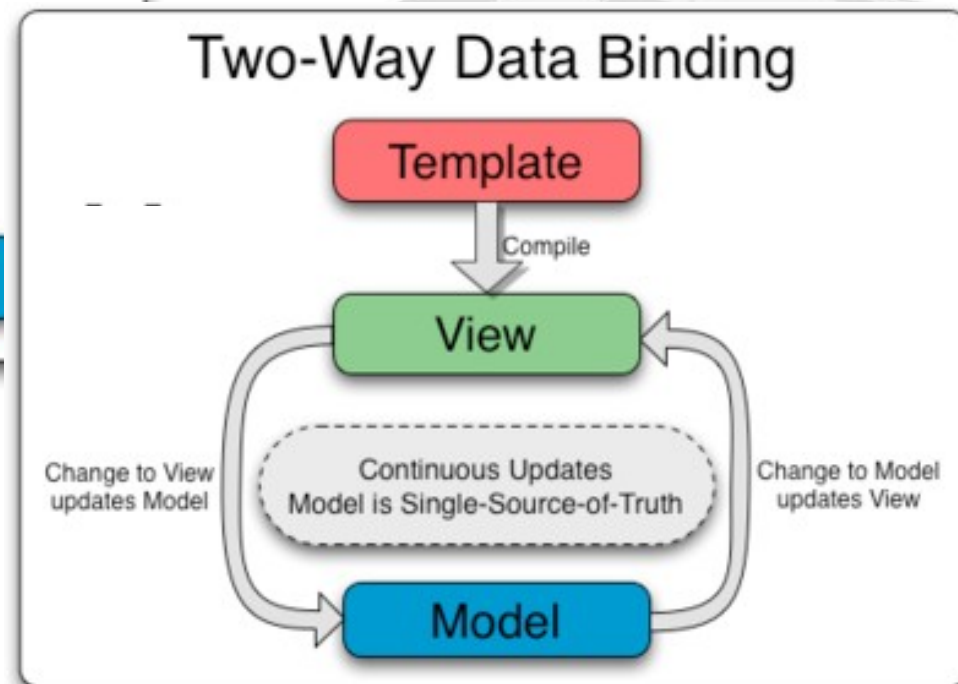 Two-Way Data Binding
Template
Compile
View
Change to View
updates Model
Continuous Updates
Model is Single-Source-of-Truth
Change to Model
updates View
Model